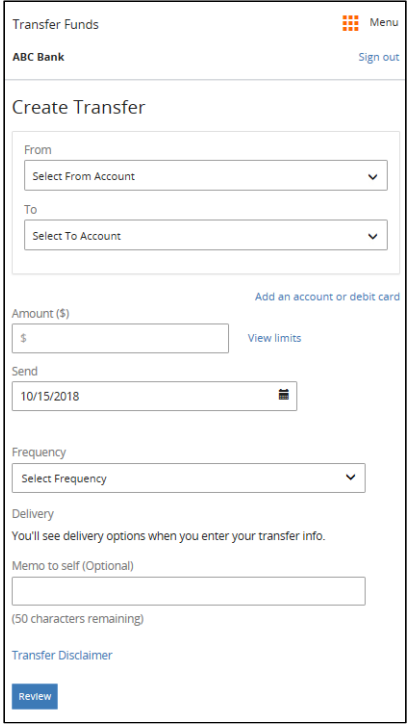 Transfer Funds Menu
ABC Bank Sign out
Create Transfer
From
Select From Account
To
Select To Account
Add an account or debit card
Amount ($)
$ View limits
Send
10/15/2018
Frequency
Select Frequency
Delivery
You'll see delivery options when you enter your transfer info.
Memo to self (Optional)
(50 characters remaining)
Transfer Disclaimer
Review